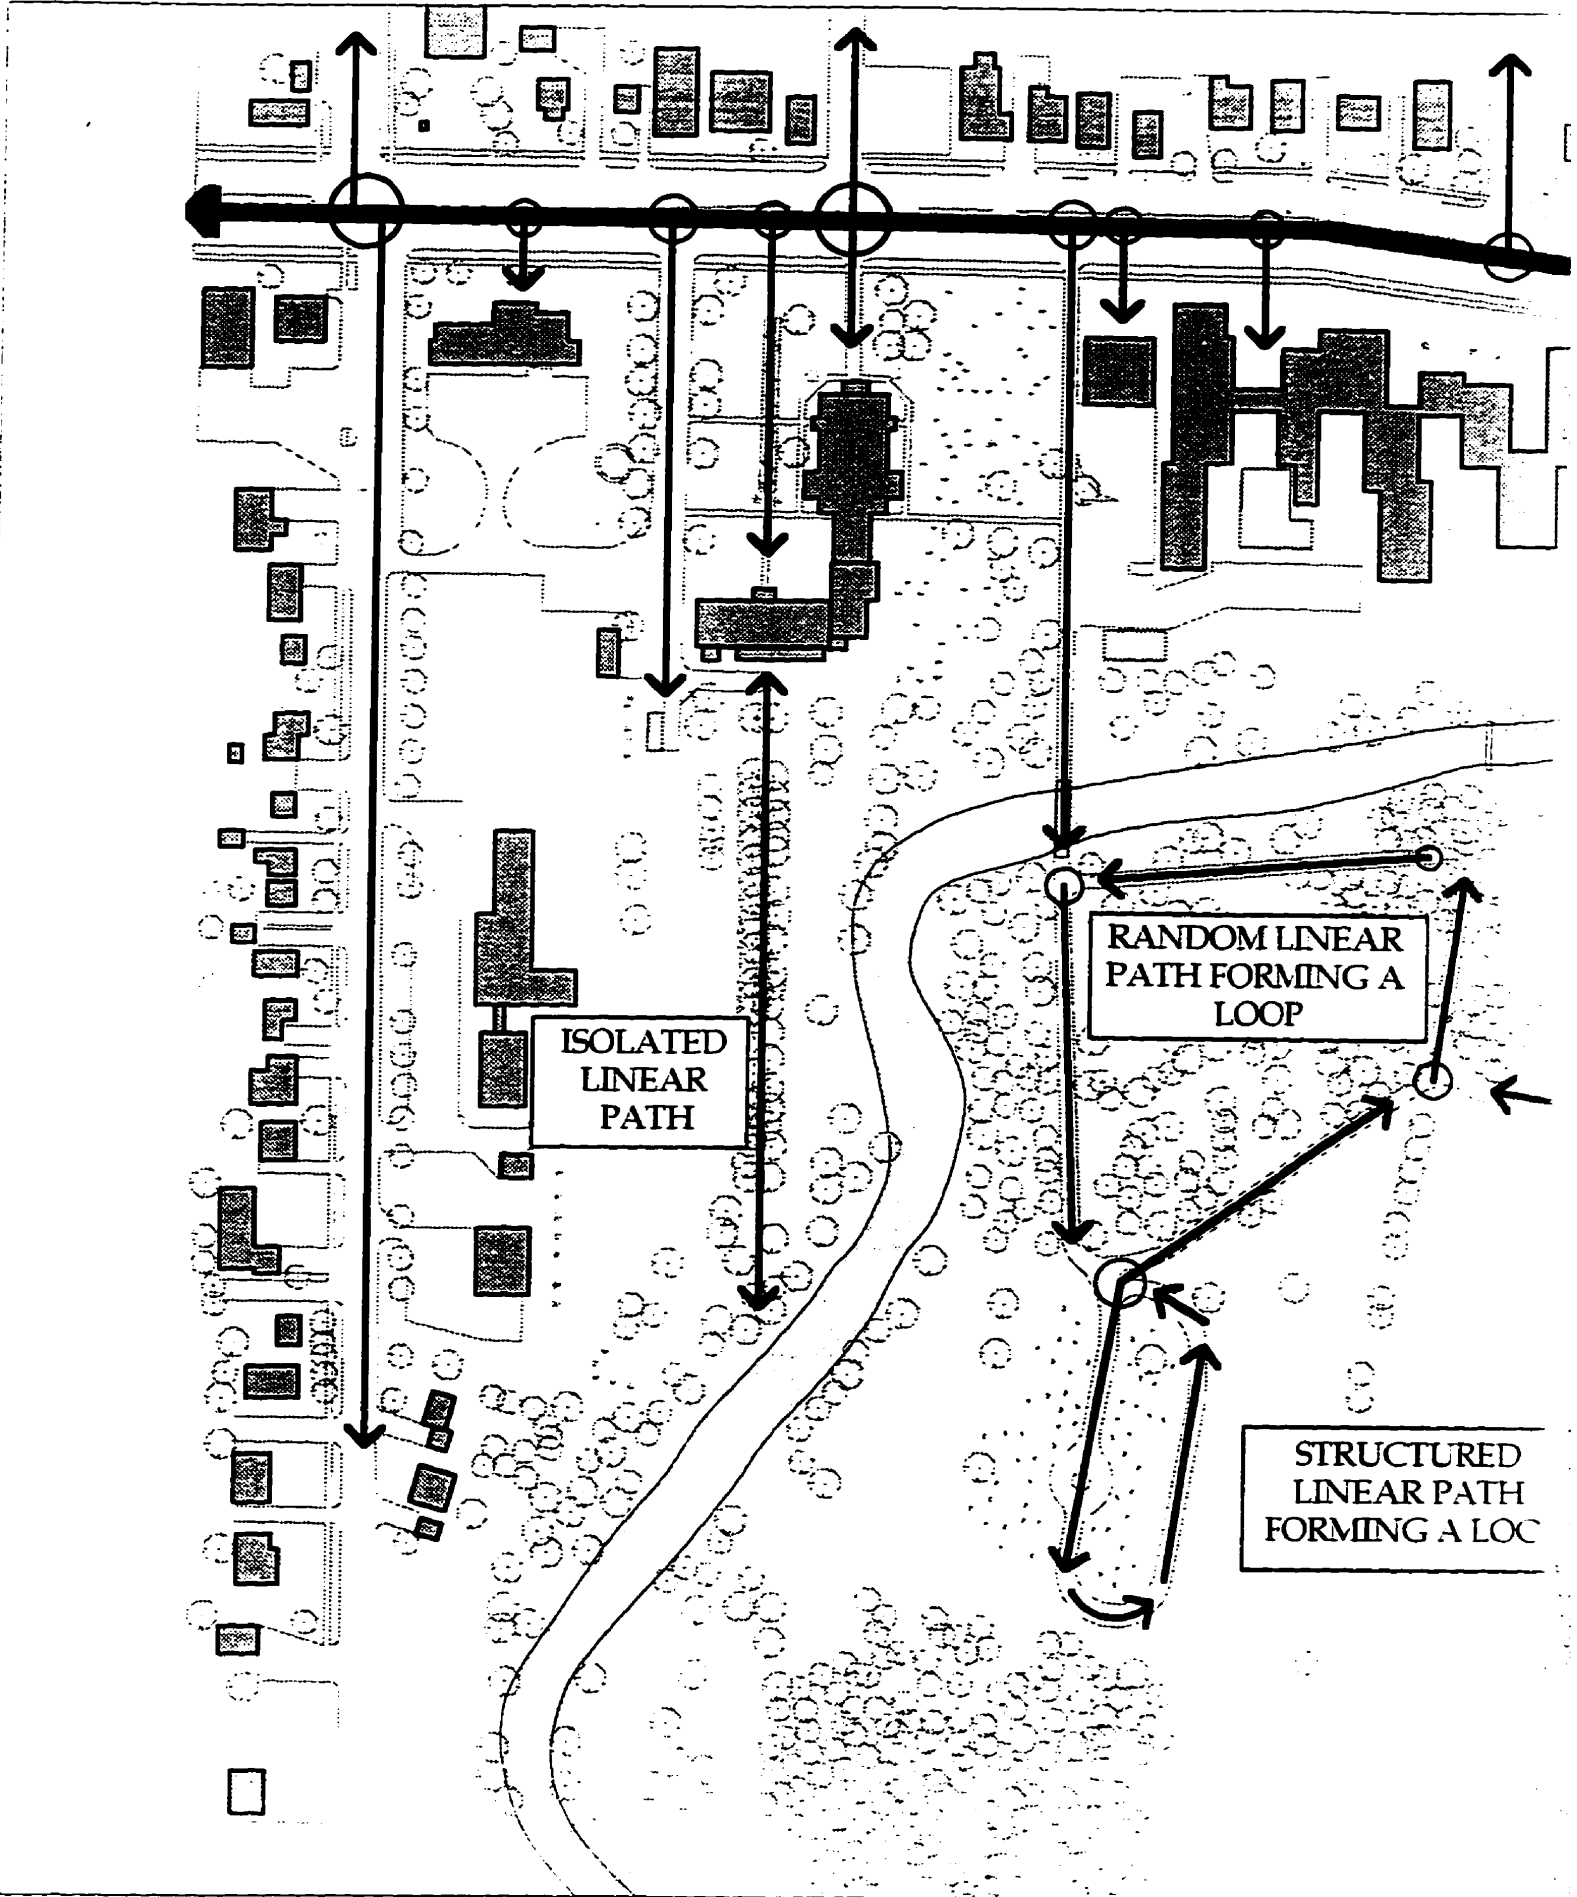 RANDOM LINEAR
PATH FORMING A
LOOP
ISOLATED
LINEAR
PATH
STRUCTURED
LINEAR PATH
FORMING A LOC